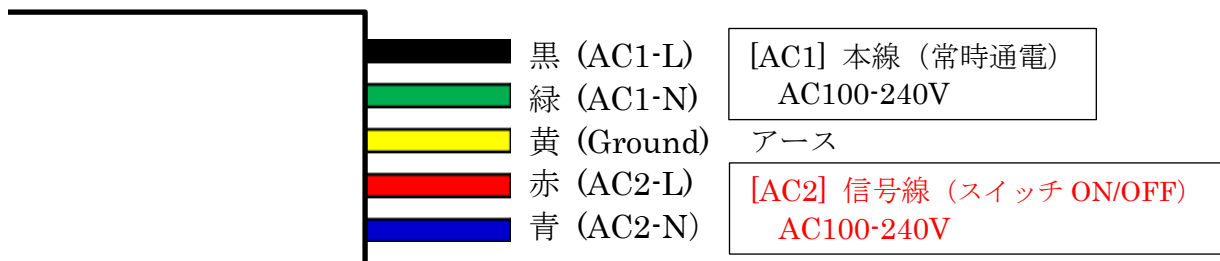 黒 (AC1-L)
[AC1] 本線（常時通電）
AC100-240V
緑 (AC1-N)
黄 (Ground)
アース
赤 (AC2-L)
[AC2] 信号線（スイッチ ON/OFF）
AC100-240V
青 (AC2-N）